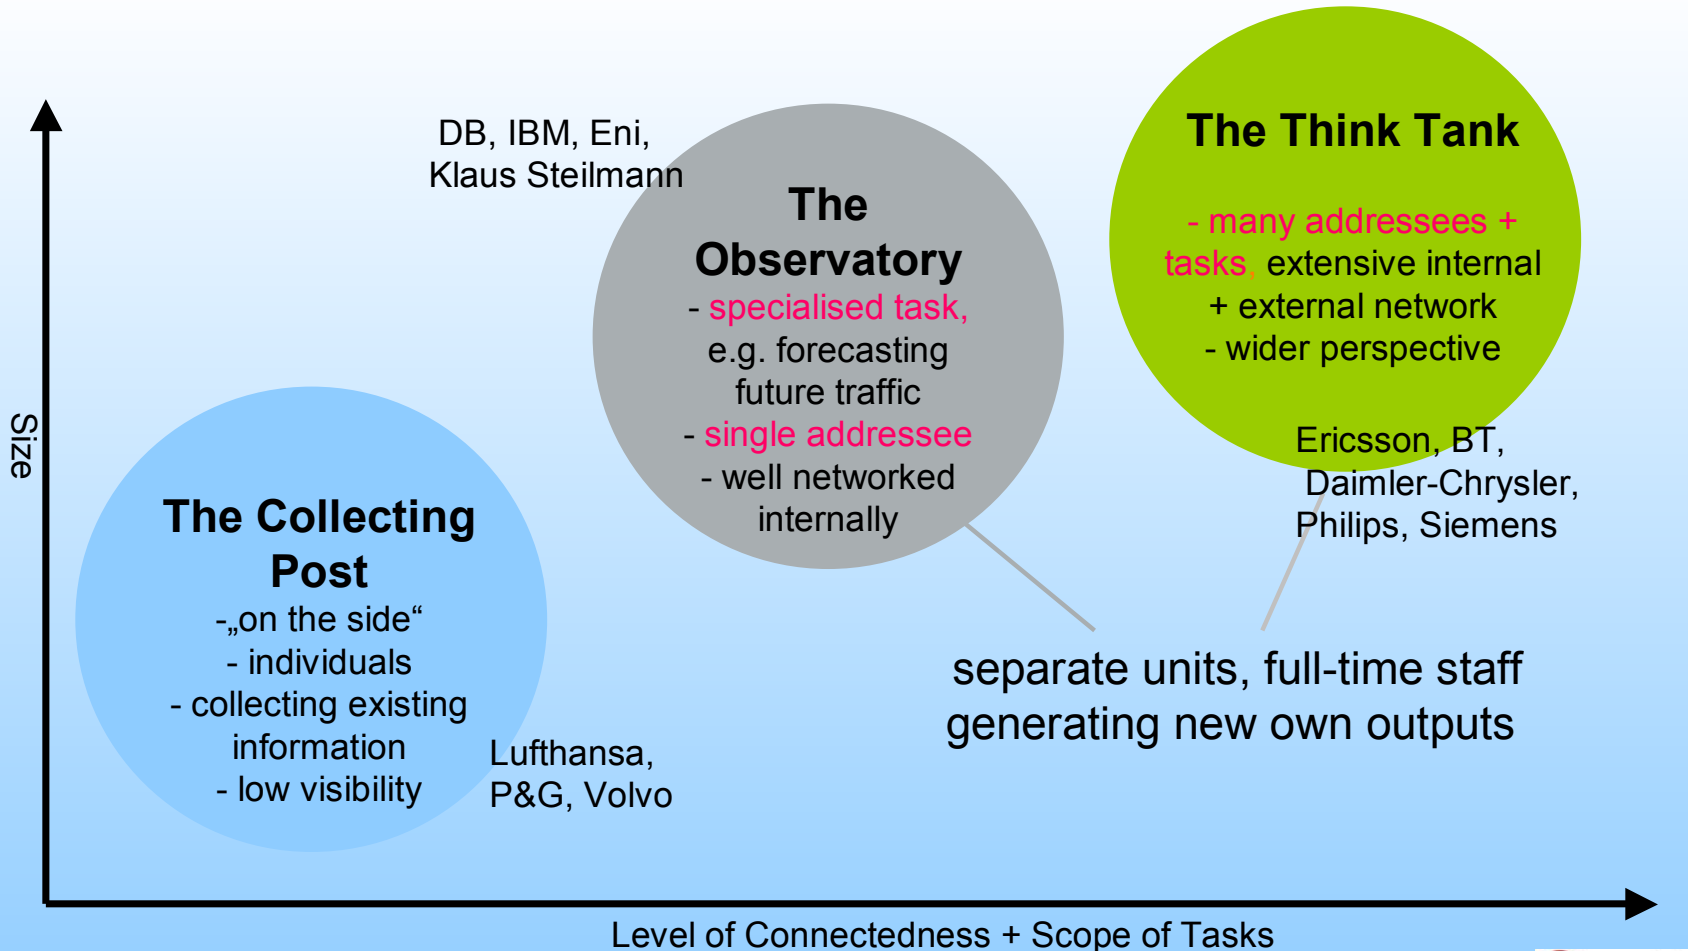 DB, IBM, Eni,
Klaus Steilmann
The
Observatory
- specialised task,
e.g. forecasting
future traffic
- single addressee
- well networked
internally
The Think Tank
- many addressees +
tasks, extensive internal
+ external network
- wider perspective
Ericsson, BT,
Daimler-Chrysler,
Philips, Siemens
Size
The Collecting
Post
-„on the side“
- individuals
- collecting existing
information
- low visibility
Lufthansa,
P&G, Volvo
separate units, full-time staff
generating new own outputs
Level of Connectedness + Scope of Tasks